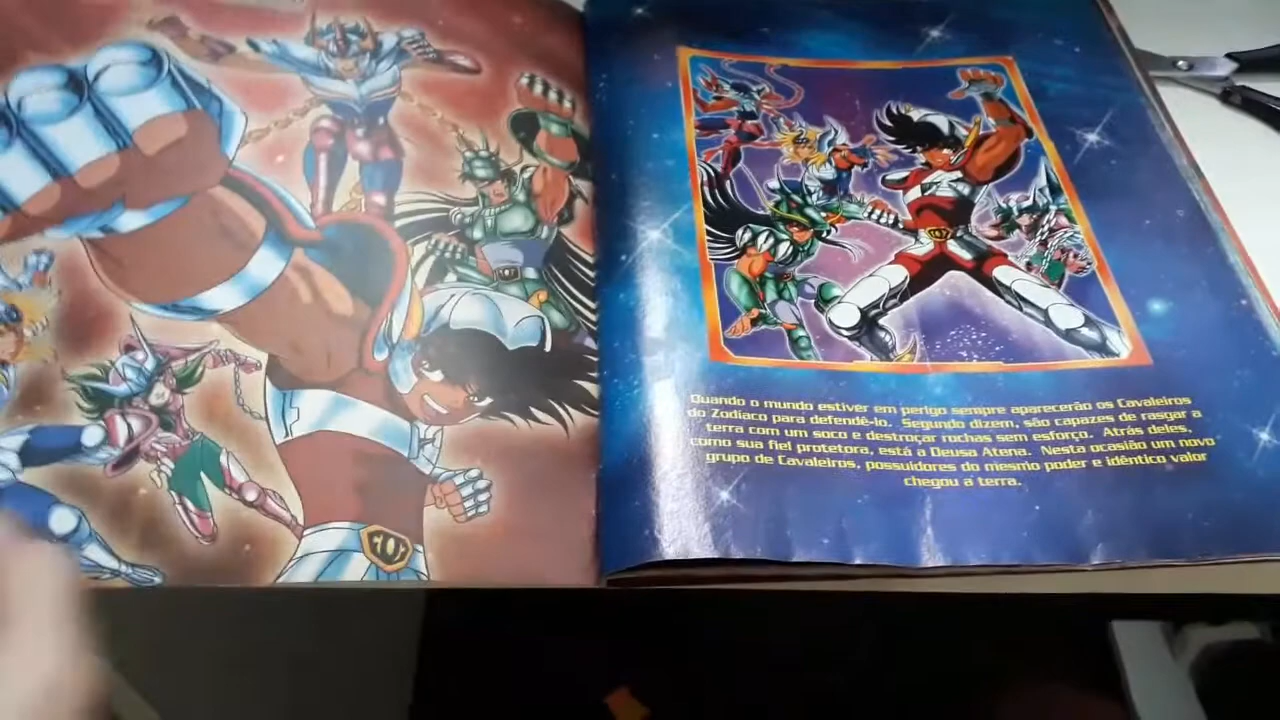 Quando o mundo estiver em perigo sempre aparecerão os Cavaleiros
do Zodíaco para defendê-lo. Segundo dizem, são capazes de rasgar a
terra com um soco e destroçar rochas sem esforço. Atrás deles,
como sua fiel protetora, está a Deusa Atena. Nesta ocasião um novo
grupo de Cavaleiros, possuidores do mesmo poder e idêntico valor
chegou a terra.